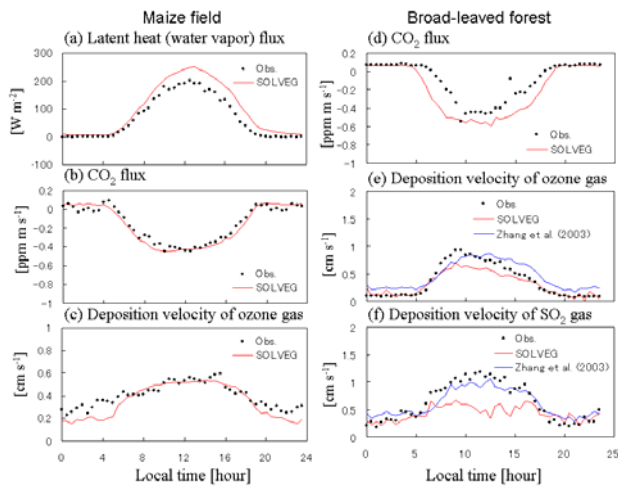 Maize field
(a) Latent heat (water vapor) flux
300
200
100
0
-100
[W m-2]
Obs.
SOLVEG
(b) CO2 flux
0.2
0
-0.2
-0.4
-0.6
-0.8
-1
[ppm m s-1]
Obs.
SOLVEG
(c) Deposition velocity of ozone gas
1
0.8
0.6
0.4
0.2
0
[cm s-1]
Obs.
SOLVEG
0 4 8 12 16 20 24
Local time [hour]
Broad-leaved forest
(d) CO2 flux
0.2
0
-0.2
-0.4
-0.6
-0.8
-1
[ppm m s-1]
Obs.
SOLVEG
(e) Deposition velocity of ozone gas
2
1.5
1
0.5
0
[cm s-1]
Obs.
SOLVEG
Zhang et al. (2003)
(f) Deposition velocity of SO2 gas
2
1.5
1
0.5
0
[cm s-1]
Obs.
SOLVEG
Zhang et al. (2003)
0 5 10 15 20 25
Local time [hour]